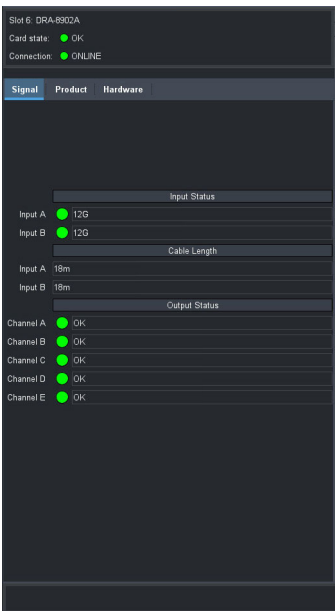 Slot 6: DRA-8902A
Card state: OK
Connection: ONLINE
Signal Product Hardware
Input Status
Input A 12G
Input B 12G
Cable Length
Input A 18m
Input B 18m
Output Status
Channel A OK
Channel B OK
Channel C OK
Channel D OK
Channel E OK